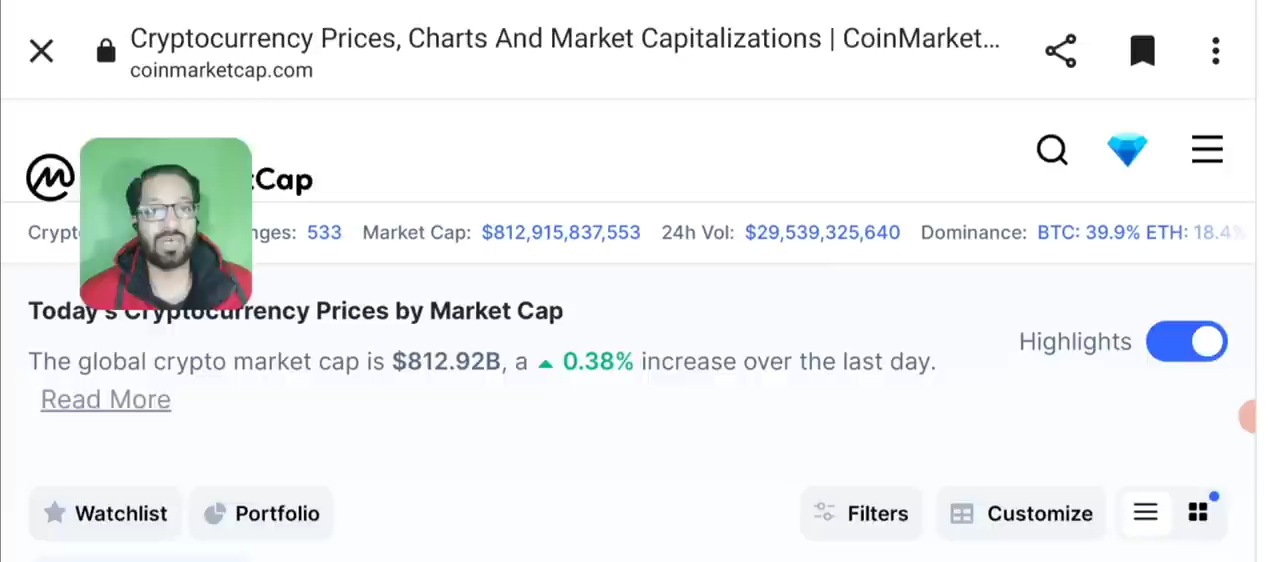 Cryptocurrency Prices, Charts And Market Capitalizations | CoinMarket...
coinmarketcap.com
Cap
533 Market Cap: $812,915,837,553 24h Vol: $29,539,325,640 Dominance: BTC: 39.9% ETH: 18.4%
Today's Cryptocurrency Prices by Market Cap
Highlights
The global crypto market cap is $812.92B, a ▲ 0.38% increase over the last day.
Read More
Watchlist Portfolio Filters Customize